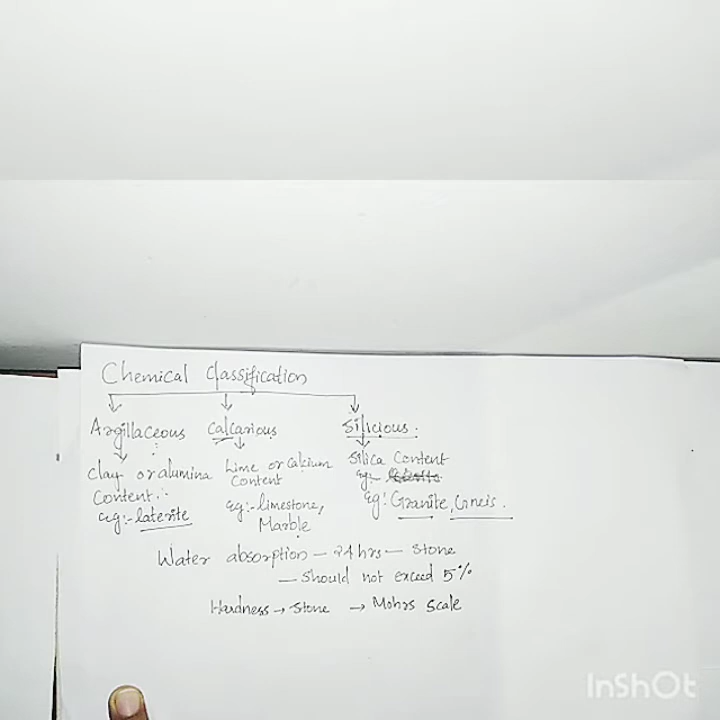 Chemical Classification
Argillaceous
Calcarious
Silicious.
Clay or alumina
Content.
eg:- laterite
Lime or Calcium
Content
eg:- limestone,
Marble
Silica Content
Eg:-
Eg: Granite, Gneis.
Water absorption - 24 hrs - Stone
- Should not exceed 5%
Hardness → Stone → Mohrs Scale
InShOt